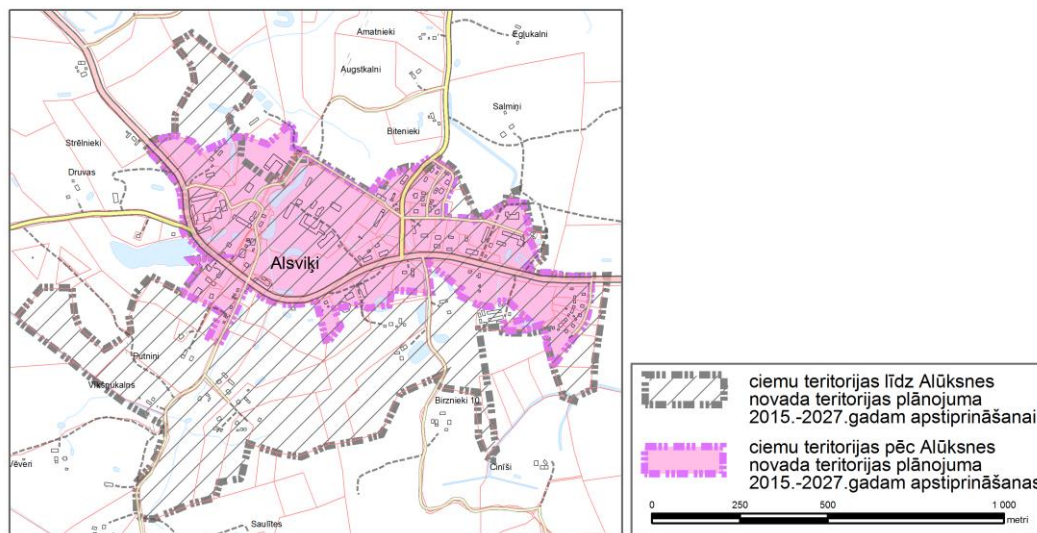 Amatnieki
Egļukalni
Augstkalni
Salmiņi
Bitenieki
Strēlnieki
Druvas
Alsviķi
Putniņi
Vīksnukalns
Birznieki 10
Vēveri
Činīši
Saulītes
ciemu teritorijas līdz Alūksnes
novada teritorijas plānojuma
2015.-2027.gadam apstiprināšanai
ciemu teritorijas pēc Alūksnes
novada teritorijas plānojuma
2015.-2027.gadam apstiprināšanas
0 250 500 1 000
metri